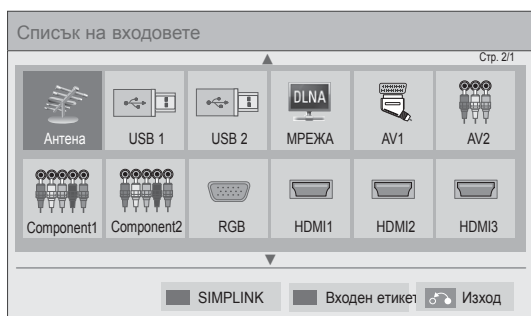 Списък на входовете
Стр. 2/1
DLNA
Антена USB 1 USB 2 МРЕЖА AV1 AV2
Component1 Component2 RGB HDMI1 HDMI2 HDMI3
SIMPLINK Входен етикет Изход